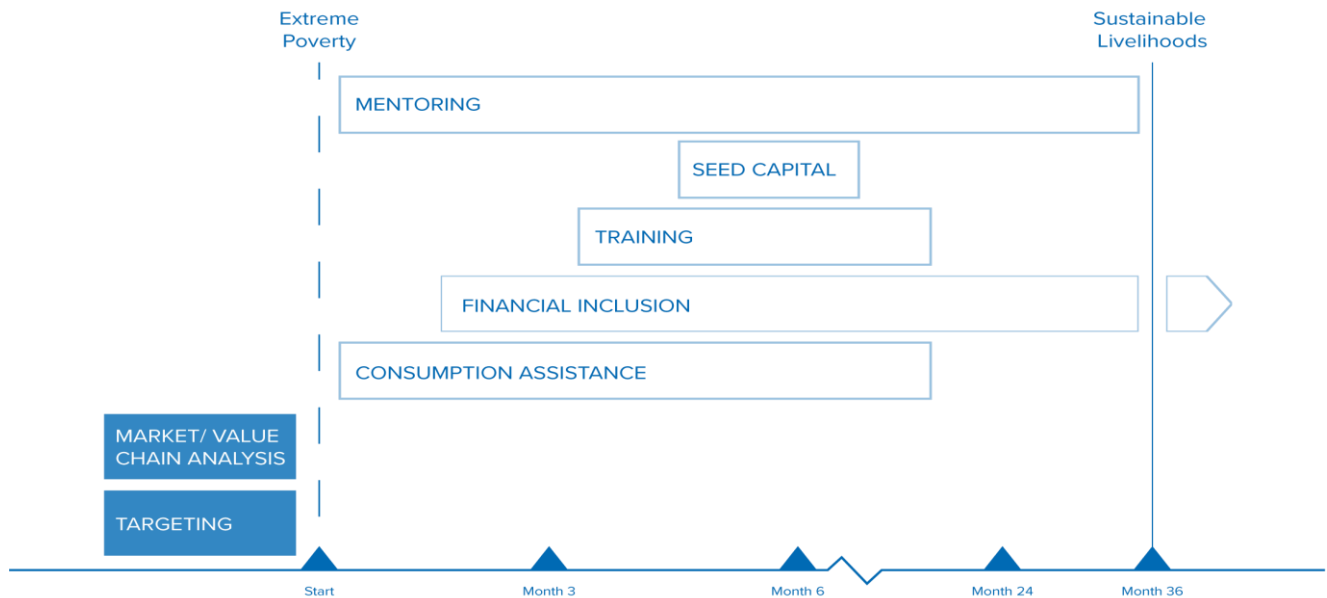 Extreme
Poverty
Sustainable
Livelihoods
MENTORING
SEED CAPITAL
TRAINING
FINANCIAL INCLUSION
CONSUMPTION ASSISTANCE
MARKET/ VALUE
CHAIN ANALYSIS
TARGETING
Start
Month 3
Month 6
Month 24
Month 36